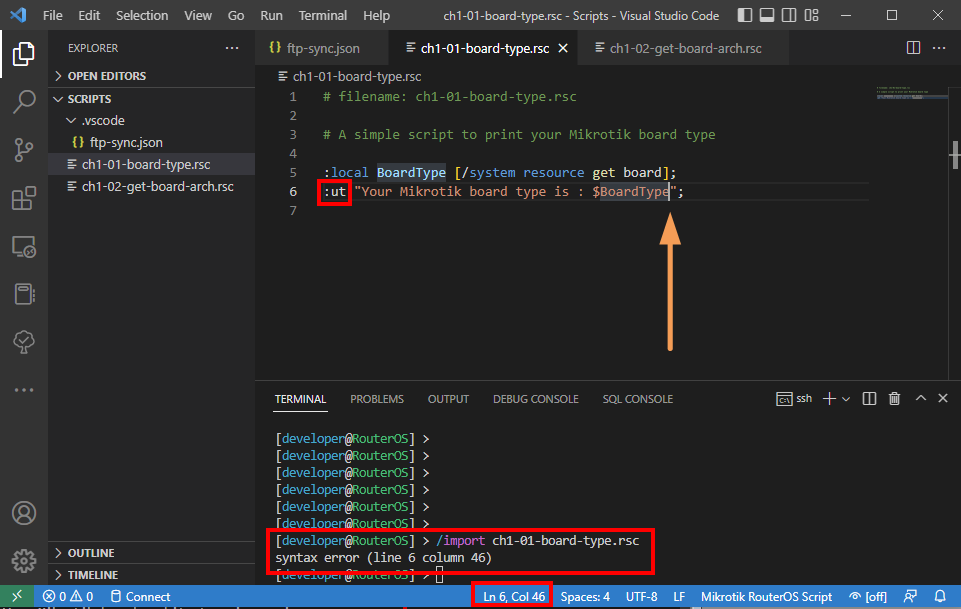 File Edit Selection View Go Run Terminal Help ch1-01-board-type.rsc - Scripts - Visual Studio Code
EXPLORER
OPEN EDITORS
SCRIPTS
.vscode
{} ftp-sync.json
ch1-01-board-type.rsc
ch1-02-get-board-arch.rsc
OUTLINE
TIMELINE
{} ftp-sync.json ch1-01-board-type.rsc ch1-02-get-board-arch.rsc
ch1-01-board-type.rsc
1 # filename: ch1-01-board-type.rsc
2
3 # A simple script to print your Mikrotik board type
4
5 :local BoardType [/system resource get board];
6 :ut "Your Mikrotik board type is : $BoardType";
7
TERMINAL PROBLEMS OUTPUT DEBUG CONSOLE SQL CONSOLE ssh
[developer@RouterOS] >
[developer@RouterOS] >
[developer@RouterOS] >
[developer@RouterOS] >
[developer@RouterOS] >
[developer@RouterOS] >
[developer@RouterOS] > /import ch1-01-board-type.rsc
syntax error (line 6 column 46)
[developer@RouterOS] >
0 0 Connect Ln 6, Col 46 Spaces: 4 UTF-8 LF Mikrotik RouterOS Script [off]